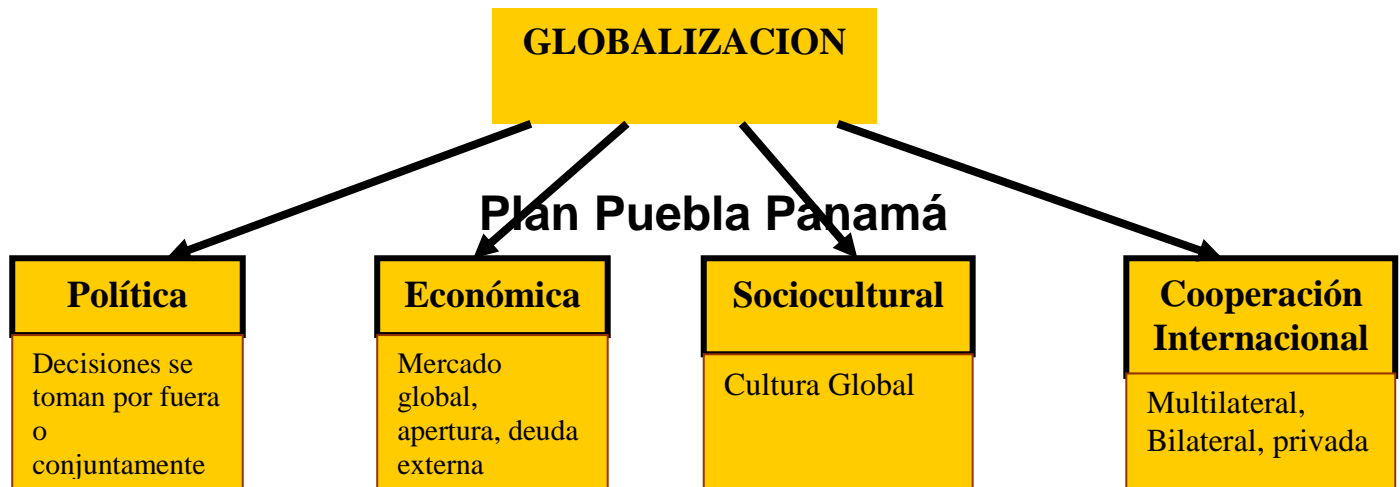 GLOBALIZACION
Plan Puebla Panamá
Política
Decisiones se
toman por fuera
o
conjuntamente
Económica
Mercado
global,
apertura, deuda
externa
Sociocultural
Cultura Global
Cooperación
Internacional
Multilateral,
Bilateral, privada